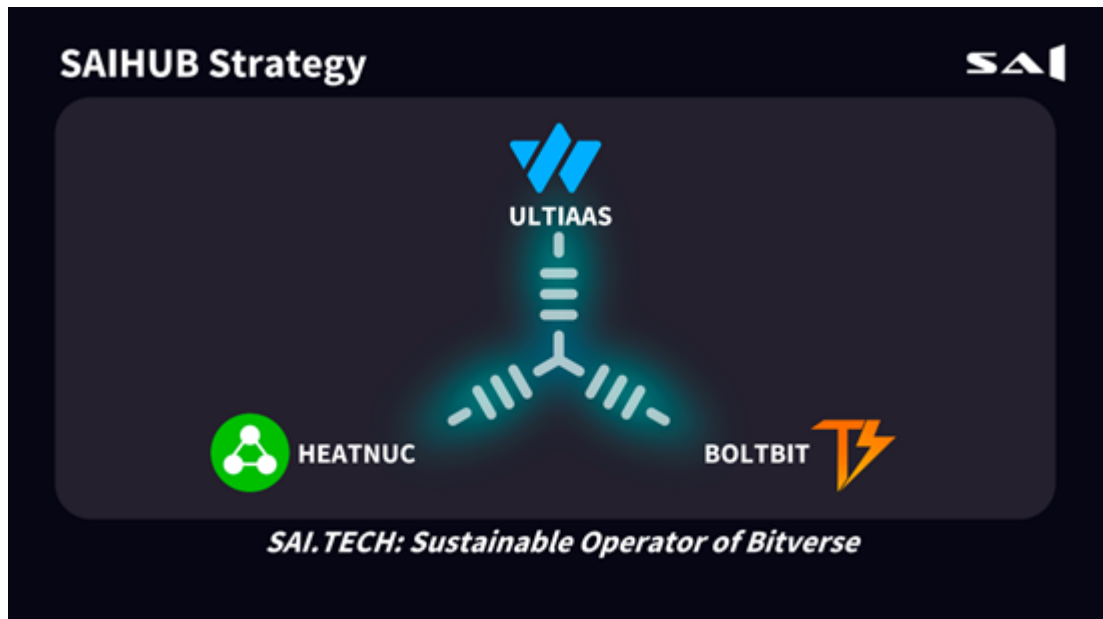 SAIHUB Strategy
SAI
ULTIAAS
HEATNUC
BOLTBIT
SAI.TECH: Sustainable Operator of Bitverse